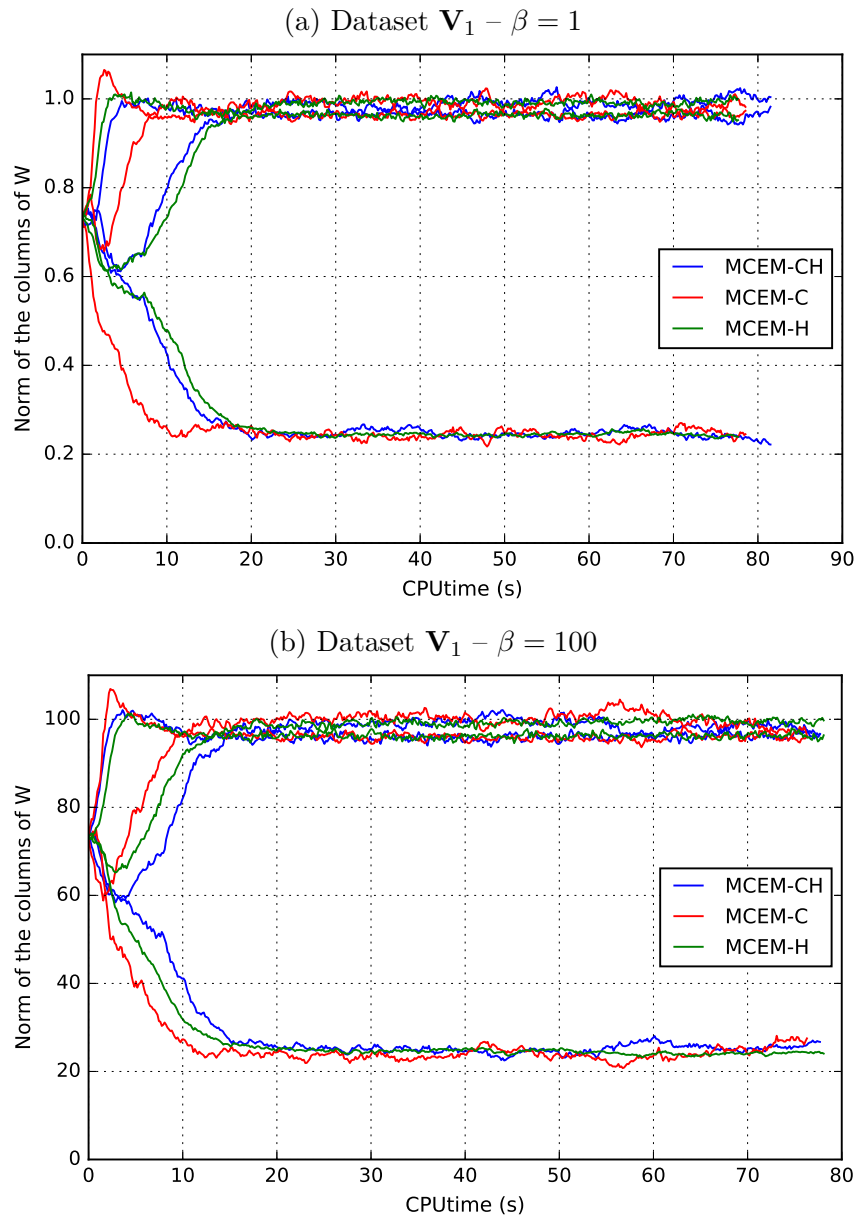 (a) Dataset V₁ – β = 1
Norm of the columns of W
1.0
0.8
0.6
0.4
0.2
0.0
MCEM-CH
MCEM-C
MCEM-H
0 10 20 30 40 50 60 70 80 90
CPUtime (s)
(b) Dataset V₁ – β = 100
Norm of the columns of W
100
80
60
40
20
0
MCEM-CH
MCEM-C
MCEM-H
0 10 20 30 40 50 60 70 80
CPUtime (s)